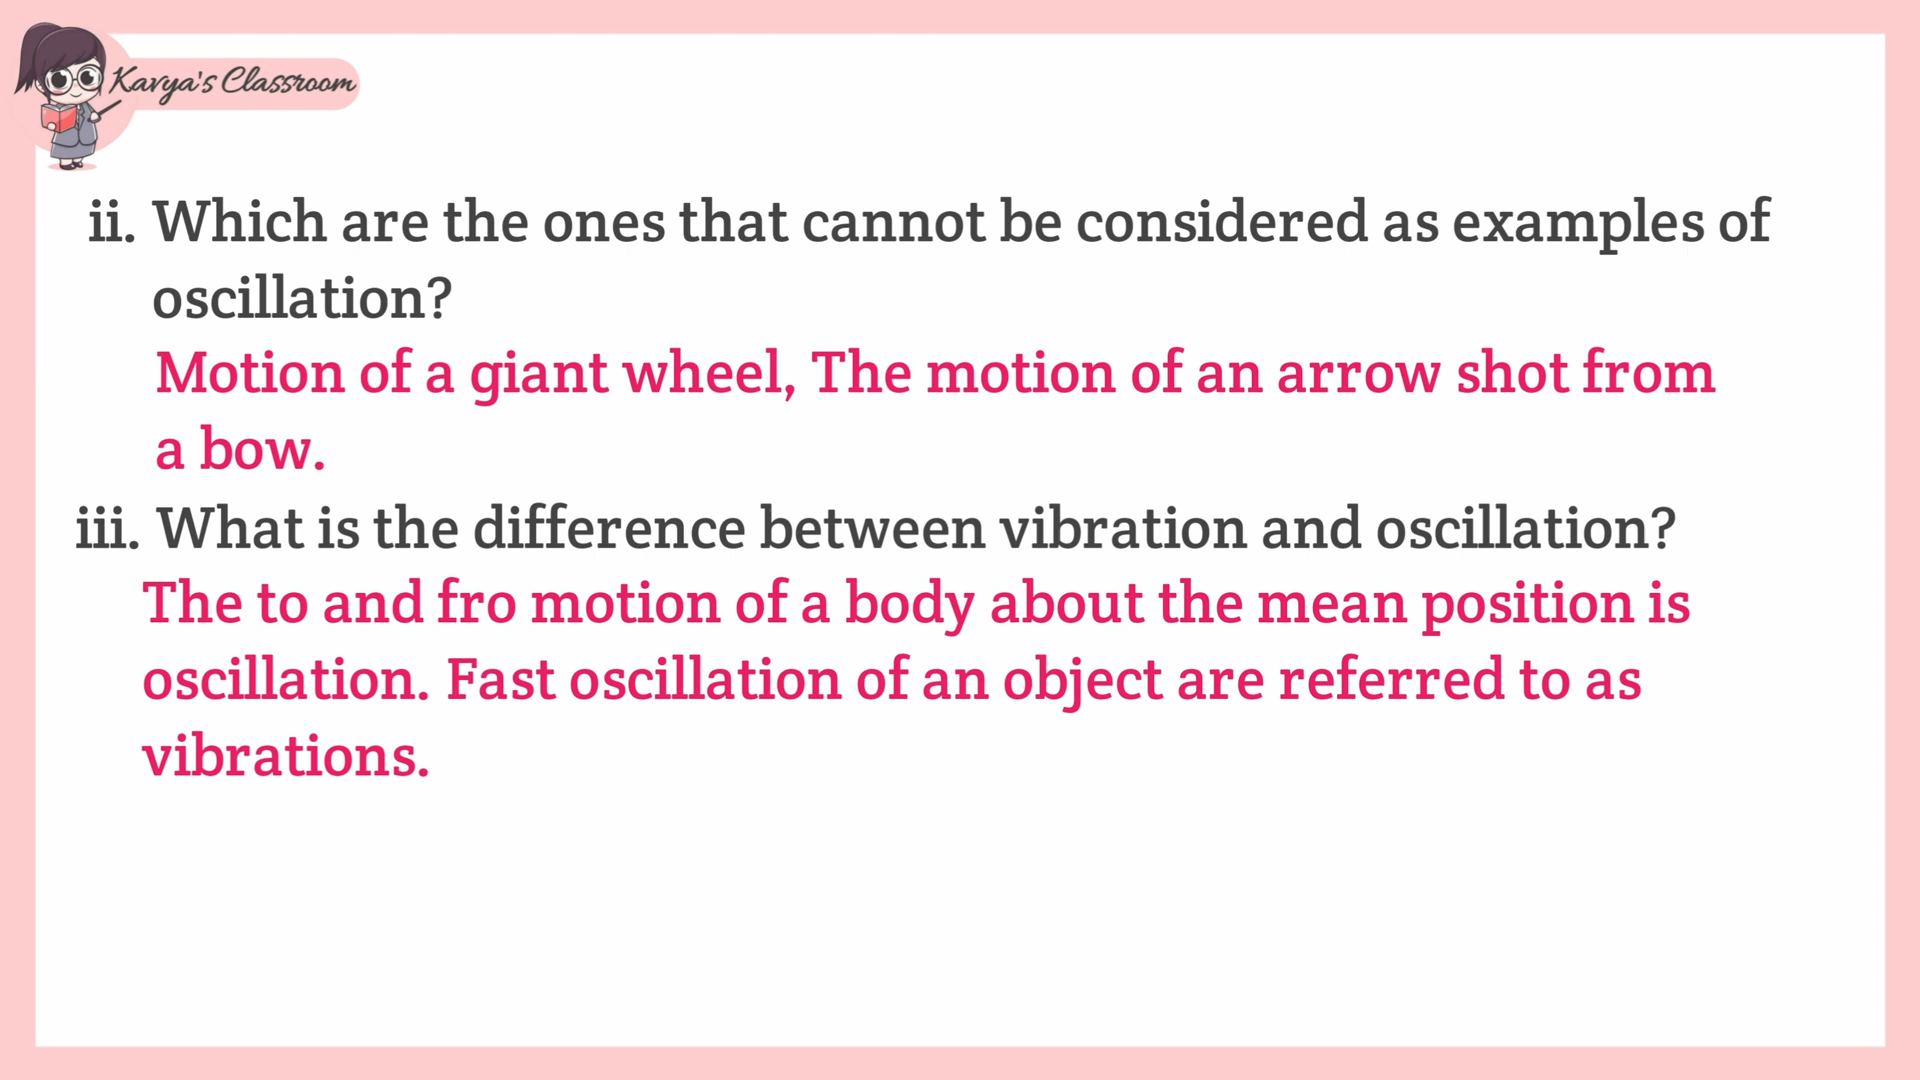 Kavya's Classroom
ii. Which are the ones that cannot be considered as examples of
oscillation?
Motion of a giant wheel, The motion of an arrow shot from
a bow.
iii. What is the difference between vibration and oscillation?
The to and fro motion of a body about the mean position is
oscillation. Fast oscillation of an object are referred to as
vibrations.